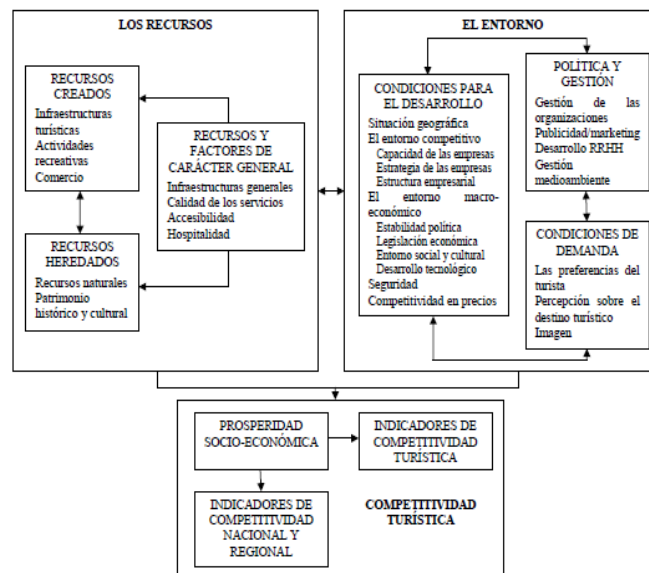 LOS RECURSOS
RECURSOS
CREADOS
Infraestructuras
turísticas
Actividades
recreativas
Comercio
RECURSOS Y
FACTORES DE
CARÁCTER GENERAL
Infraestructuras generales
Calidad de los servicios
Accesibilidad
Hospitalidad
RECURSOS
HEREDADOS
Recursos naturales
Patrimonio
histórico y cultural
EL ENTORNO
CONDICIONES PARA
EL DESARROLLO
Situación geográfica
El entorno competitivo
Capacidad de las empresas
Estrategia de las empresas
Estructura empresarial
El entorno macro-
económico
Estabilidad política
Legislación económica
Entorno social y cultural
Desarrollo tecnológico
Seguridad
Competitividad en precios
POLÍTICA Y
GESTIÓN
Gestión de las
organizaciones
Publicidad/marketing
Desarrollo RRHH
Gestión
medioambiente
CONDICIONES DE
DEMANDA
Las preferencias del
turista
Percepción sobre el
destino turístico
Imagen
PROSPERIDAD
SOCIO-ECONÓMICA
INDICADORES DE
COMPETITIVIDAD
TURÍSTICA
INDICADORES DE
COMPETITIVIDAD
NACIONAL Y
REGIONAL
COMPETITIVIDAD
TURÍSTICA